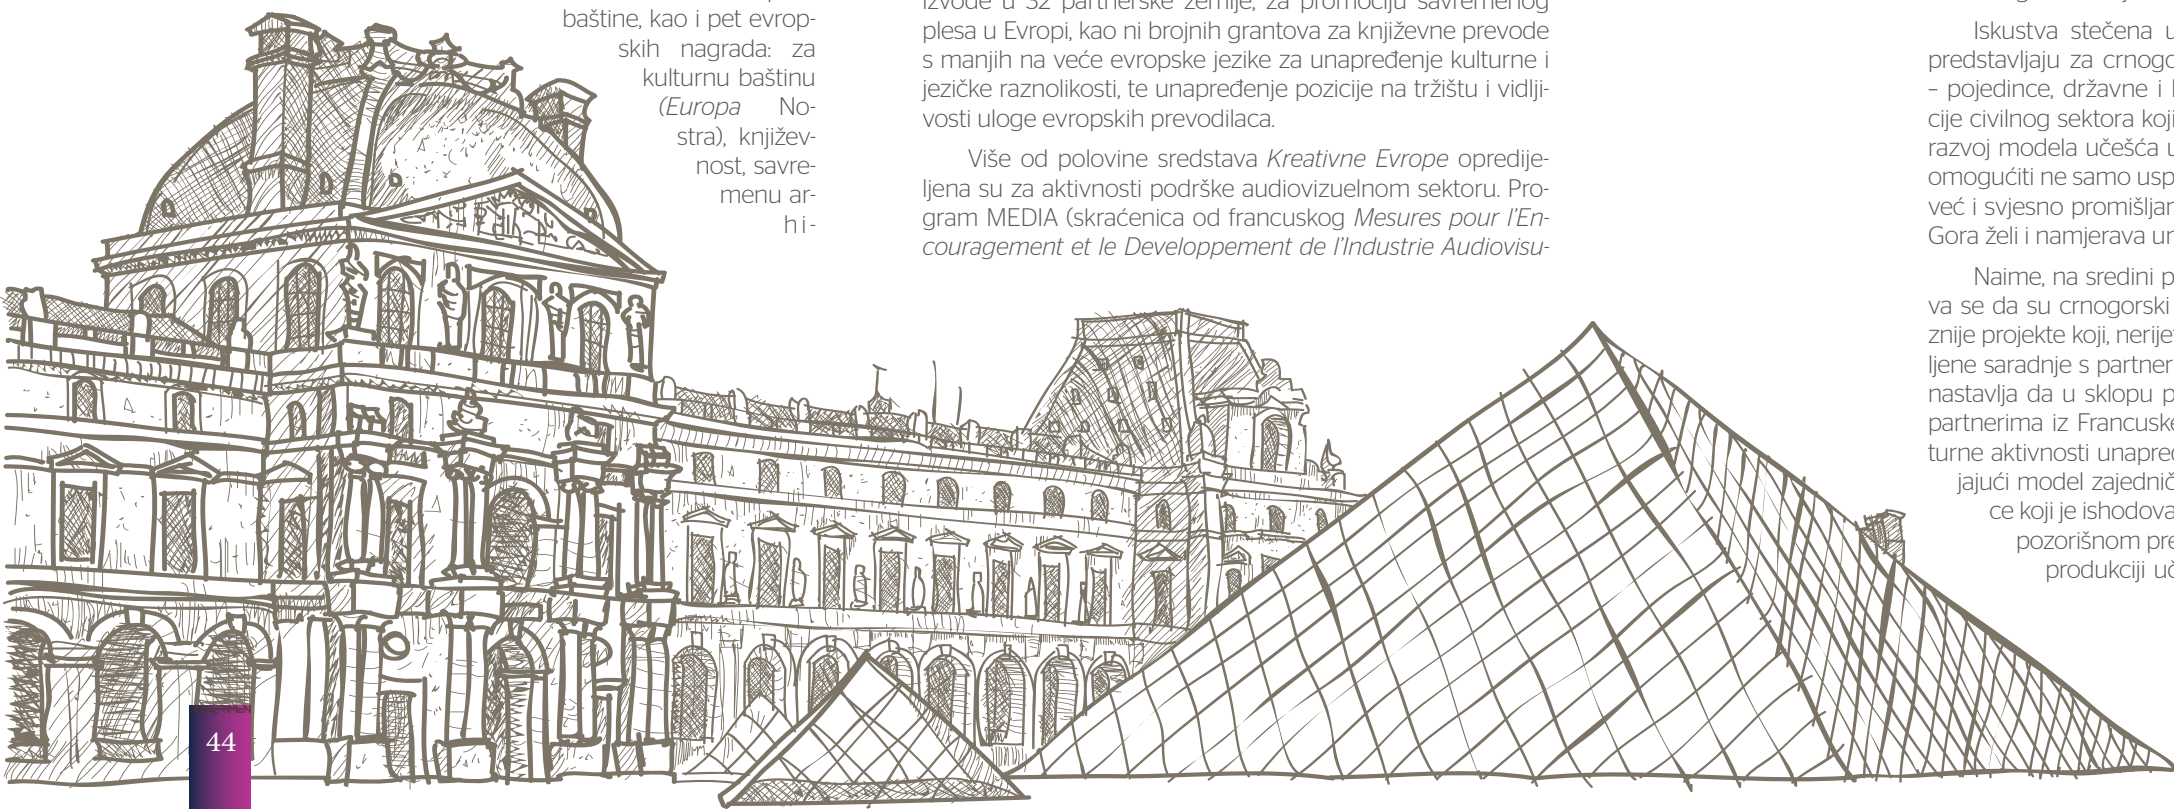 baštine, kao i pet evrop-
skih nagrada: za
kulturnu baštinu
(Europa No-
stra), književ-
nost, savre-
menu ar-
hi-
izvode u 32 partnerske zemlje, za promociju savremenog
plesa u Evropi, kao ni brojnih grantova za književne prevode
s manjih na veće evropske jezike za unapređenje kulturne i
jezičke raznolikosti, te unapređenje pozicije na tržištu i vidlji-
vosti uloge evropskih prevodilaca.
Više od polovine sredstava Kreativne Evrope opredije-
ljena su za aktivnosti podrške audiovizuelnom sektoru. Pro-
gram MEDIA (skraćenica od francuskog Mesures pour l’En-
couragement et le Developpement de l’Industrie Audiovisu-
Iskustva stečena u
predstavljaju za crnogo
– pojedince, državne i
cije civilnog sektora koji
razvoj modela učešća u
omogućiti ne samo usp
već i svjesno promišljan
Gora želi i namjerava un
Naime, na sredini p
va se da su crnogorski
znije projekte koji, nerijet
ljene saradnje s partner
nastavlja da u sklopu p
partnerima iz Francuske
turne aktivnosti unapređ
jajući model zajednič
ce koji je ishodova
pozorišnom pre
produkciji uč
44